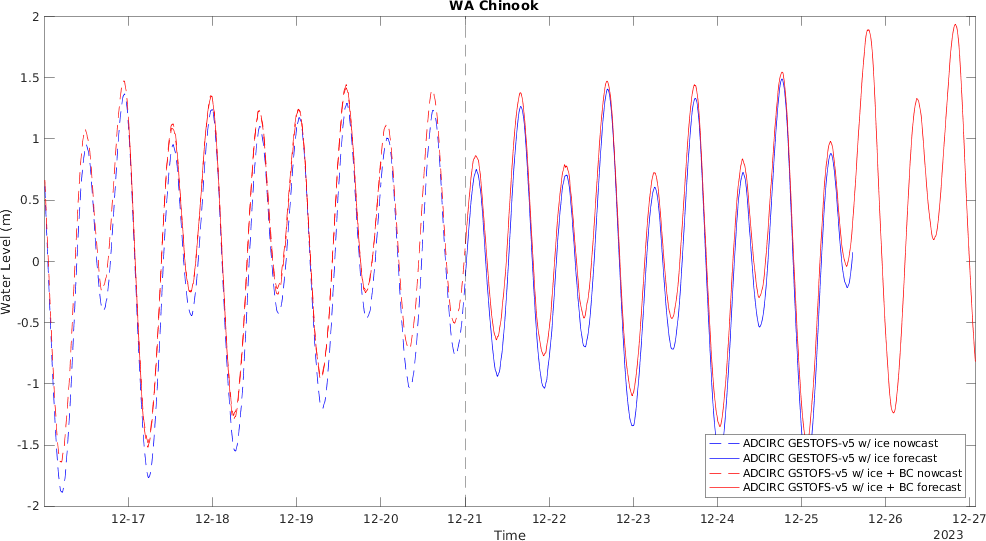 WA Chinook
2
1.5
1
0.5
0
-0.5
-1
-1.5
-2
Water Level (m)
ADCIRC GESTOFS-v5 w/ ice nowcast
ADCIRC GESTOFS-v5 w/ ice forecast
ADCIRC GSTOFS-v5 w/ ice + BC nowcast
ADCIRC GSTOFS-v5 w/ ice + BC forecast
12-17 12-18 12-19 12-20 12-21 12-22 12-23 12-24 12-25 12-26 12-27
Time
2023